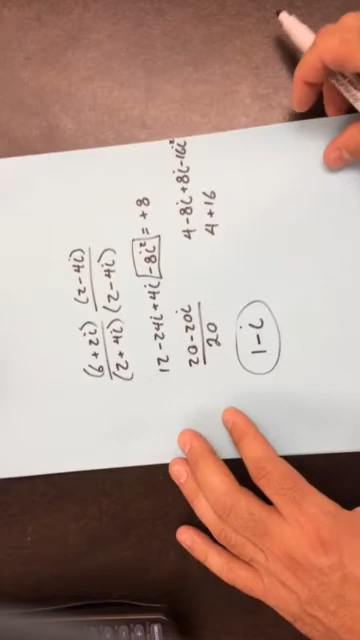 (6+2i) (2-4i)
(2+4i) (2-4i)
12-24i+4i-8i²=+8
20-20i
20
1-i
4-8i+8i-16i²
4+16